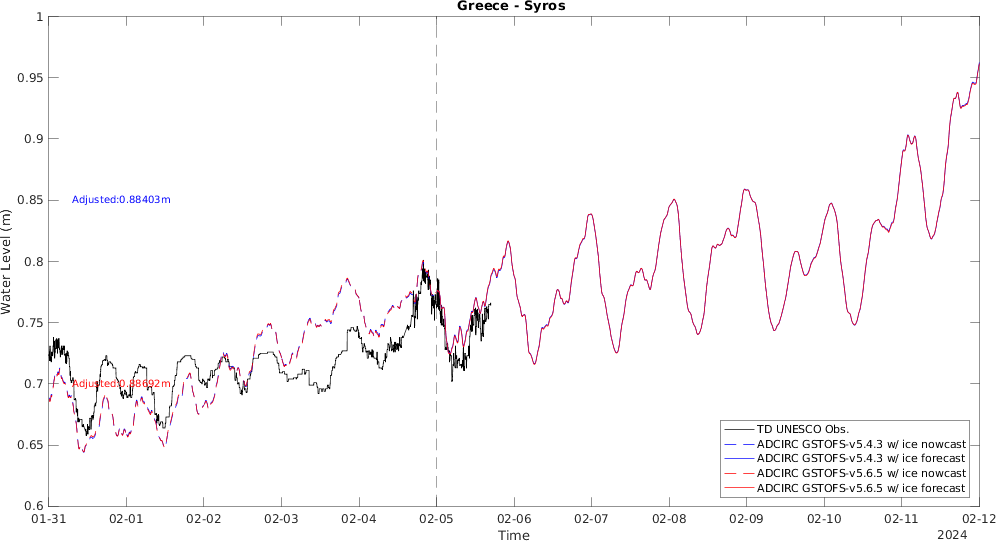 Greece - Syros
1
0.95
0.9
0.85
0.8
0.75
0.7
0.65
0.6
Water Level (m)
Adjusted:0.88403m
Adjusted:0.88692m
TD UNESCO Obs.
ADCIRC GSTOFS-v5.4.3 w/ ice nowcast
ADCIRC GSTOFS-v5.4.3 w/ ice forecast
ADCIRC GSTOFS-v5.6.5 w/ ice nowcast
ADCIRC GSTOFS-v5.6.5 w/ ice forecast
01-31 02-01 02-02 02-03 02-04 02-05 02-06 02-07 02-08 02-09 02-10 02-11 02-12
Time
2024